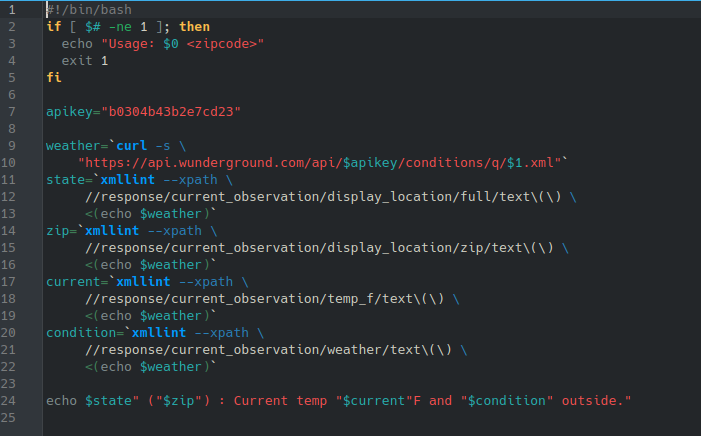 1 #!/bin/bash
2 if [ $# -ne 1 ]; then
3   echo "Usage: $0 <zipcode>"
4   exit 1
5 fi
6
7 apikey="b0304b43b2e7cd23"
8
9 weather=`curl -s \
10     "https://api.wunderground.com/api/$apikey/conditions/q/$1.xml"`
11 state=`xmllint --xpath \
12      //response/current_observation/display_location/full/text\(\) \
13      <(echo $weather)`
14 zip=`xmllint --xpath \
15      //response/current_observation/display_location/zip/text\(\) \
16      <(echo $weather)`
17 current=`xmllint --xpath \
18      //response/current_observation/temp_f/text\(\) \
19      <(echo $weather)`
20 condition=`xmllint --xpath \
21      //response/current_observation/weather/text\(\) \
22      <(echo $weather)`
23
24 echo $state" ("$zip") : Current temp "$current"F and "$condition" outside."
25